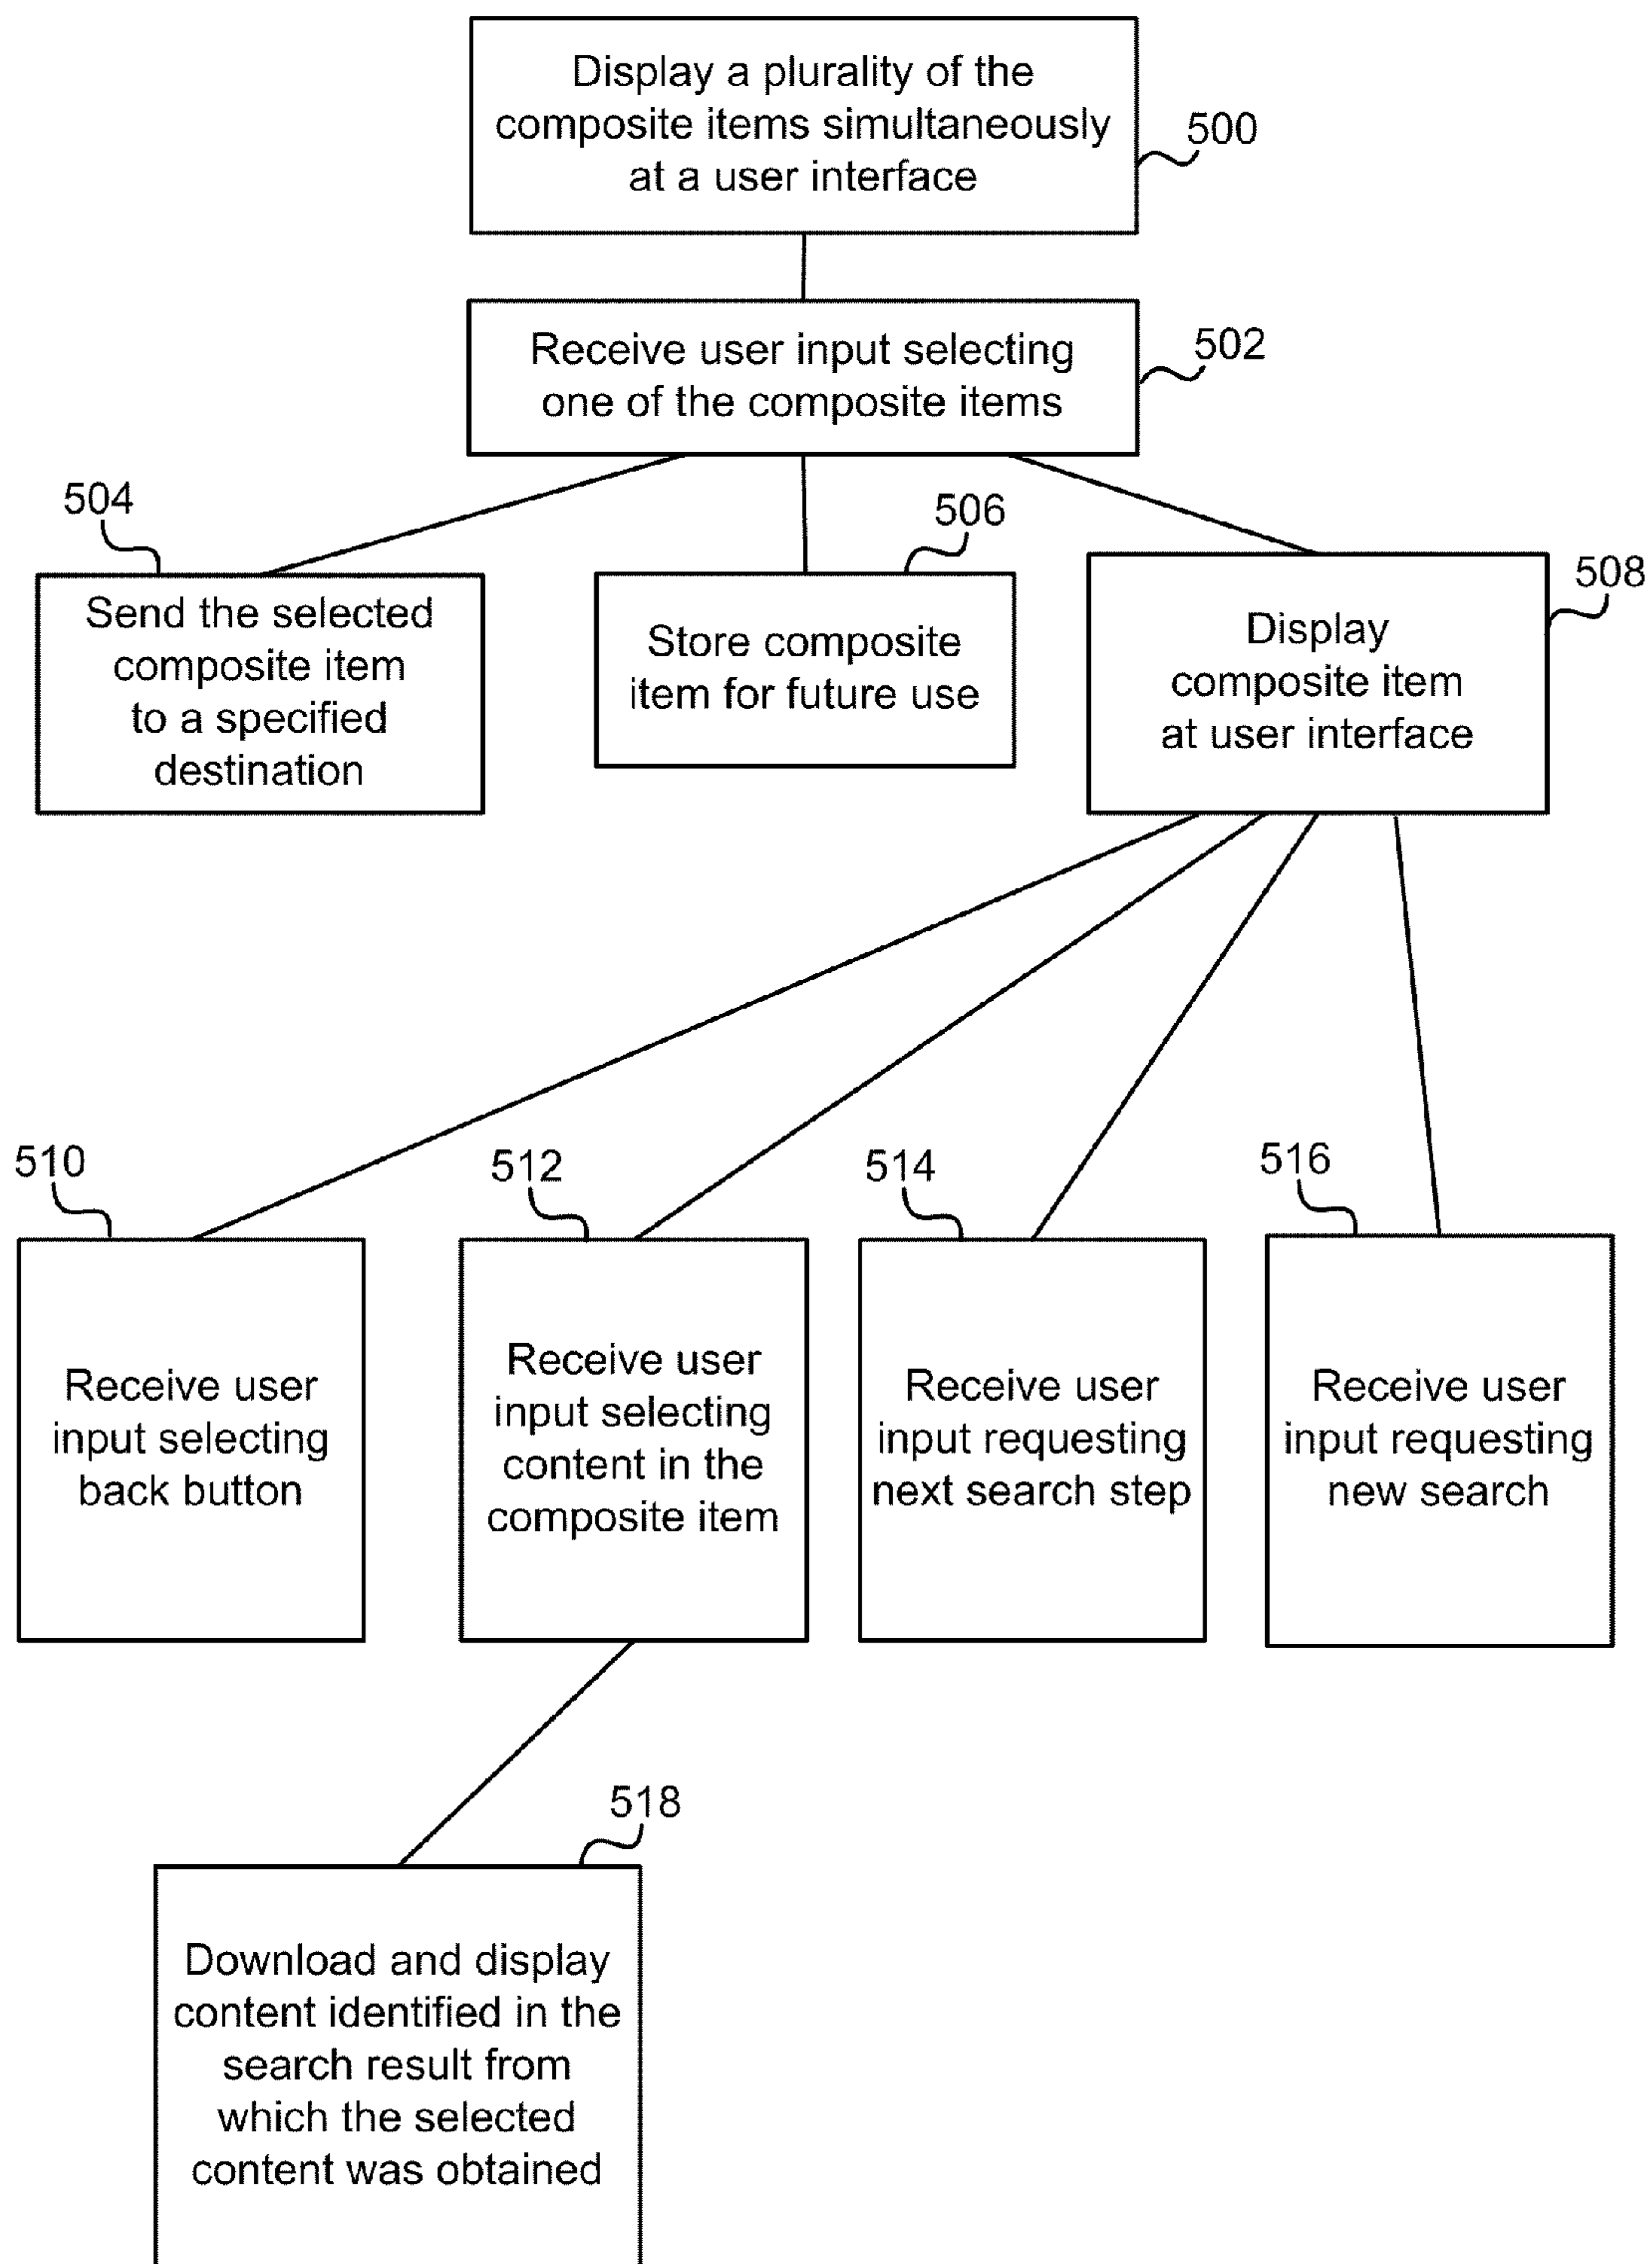 Display a plurality of the
composite items simultaneously
at a user interface
500
Receive user input selecting
one of the composite items
502
504
Send the selected
composite item
to a specified
destination
506
Store composite
item for future use
508
Display
composite item
at user interface
510
Receive user
input selecting
back button
512
Receive user
input selecting
content in the
composite item
514
Receive user
input requesting
next search step
516
Receive user
input requesting
new search
518
Download and display
content identified in the
search result from
which the selected
content was obtained